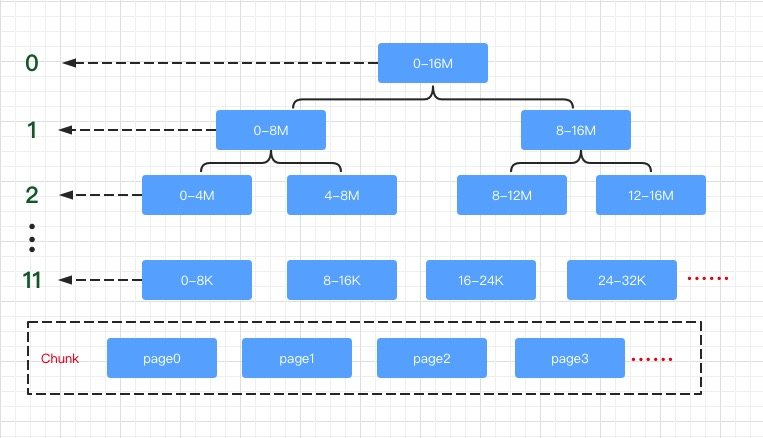 0
0-16M
1
0-8M
8-16M
2
0-4M
4-8M
8-12M
12-16M
11
0-8K
8-16K
16-24K
24-32K
......
Chunk
page0
page1
page2
page3
......